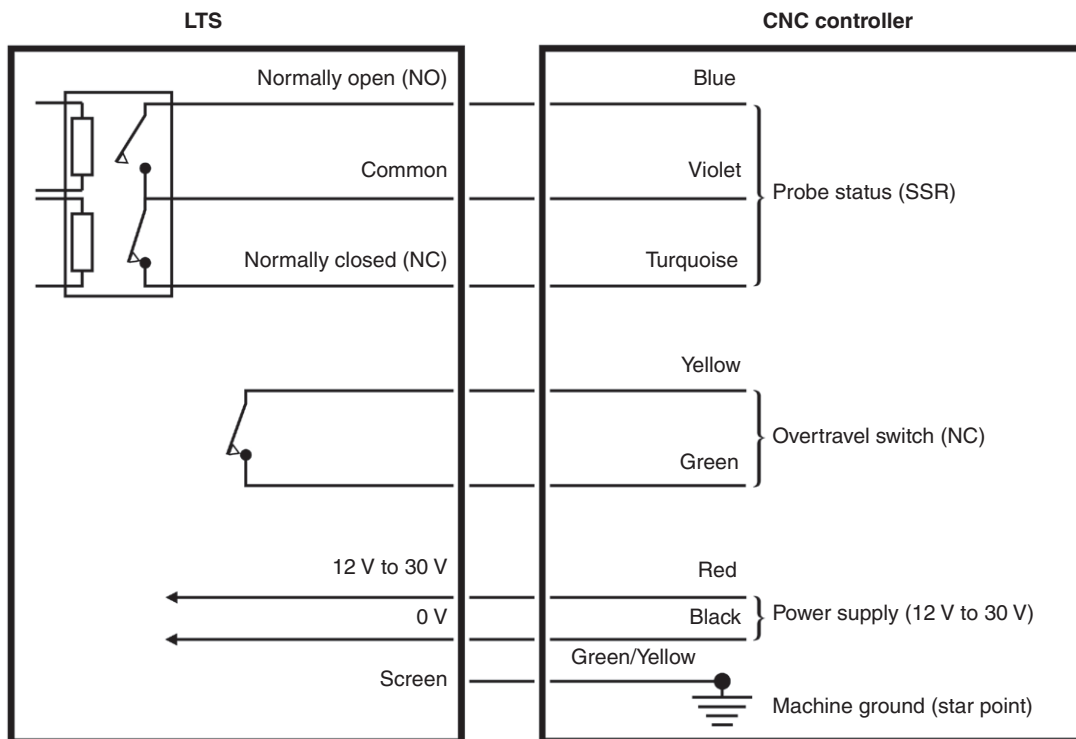 LTS
CNC controller
Normally open (NO)
Blue
Common
Violet
Probe status (SSR)
Normally closed (NC)
Turquoise
Yellow
Overtravel switch (NC)
Green
12 V to 30 V
Red
0 V
Black
Power supply (12 V to 30 V)
Green/Yellow
Screen
Machine ground (star point)